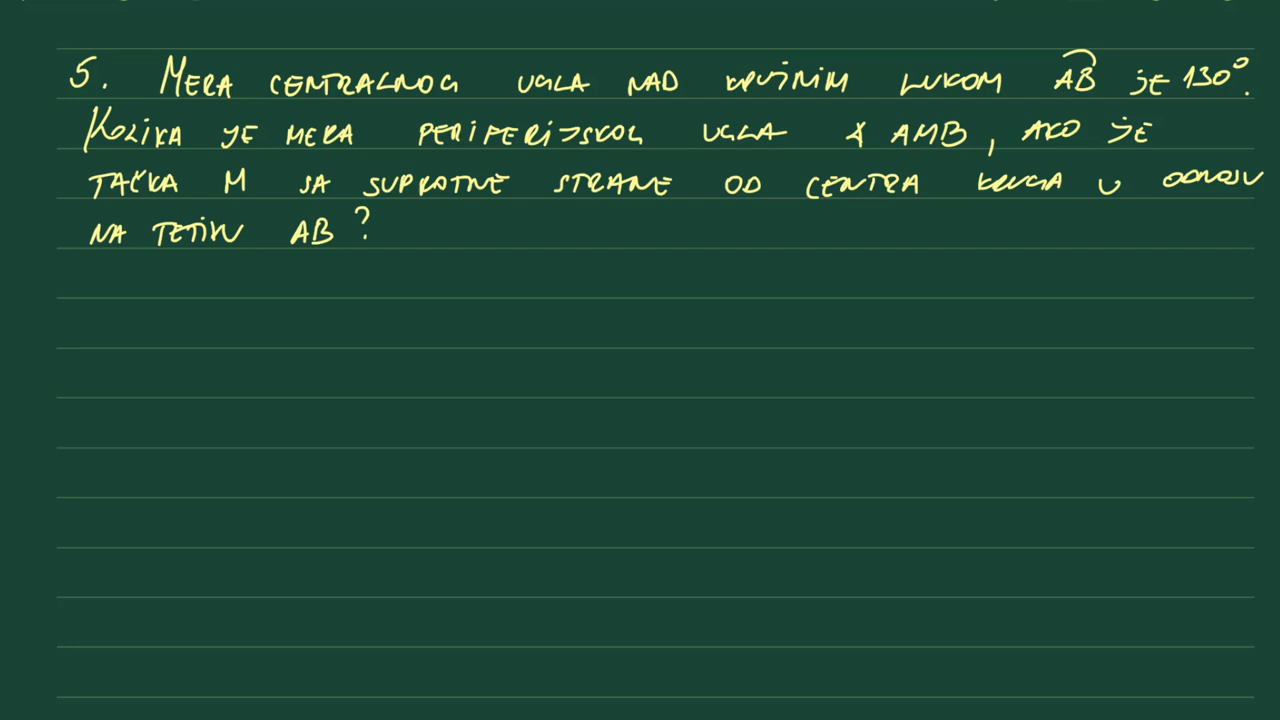 5. MERA CENTRALNOG UGLA NAD KRUŽNIM LUKOM AB JE 130°.
KOLIKA JE MERA PERIFERIJSKOG UGLA ∢ AMB, AKO JE
TAČKA M SA SUPROTNE STRANE OD CENTRA KRUGA U ODNOSU
NA TETIVU AB?